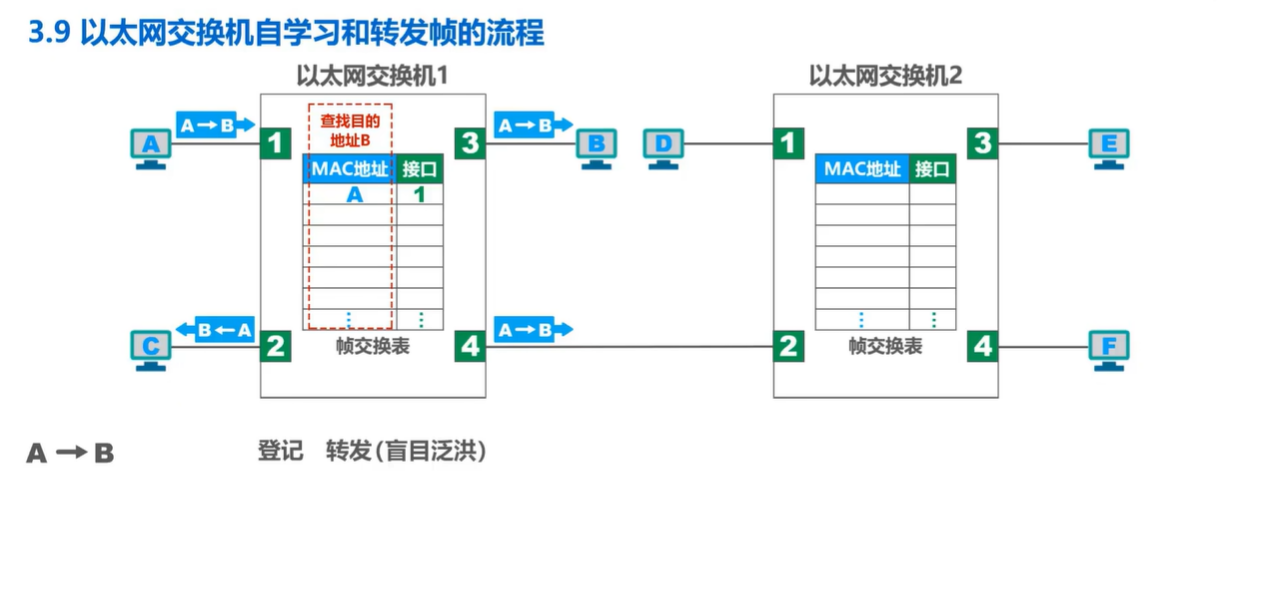 3.9 以太网交换机自学习和转发帧的流程
以太网交换机1
以太网交换机2
A→B
查找目的
地址B
A→B
A
1
3
B
D
1
3
E
MAC地址 接口
A 1
MAC地址 接口
B←A
A→B
C
2
帧交换表
4
2
帧交换表
4
F
A→B 登记 转发(盲目泛洪)